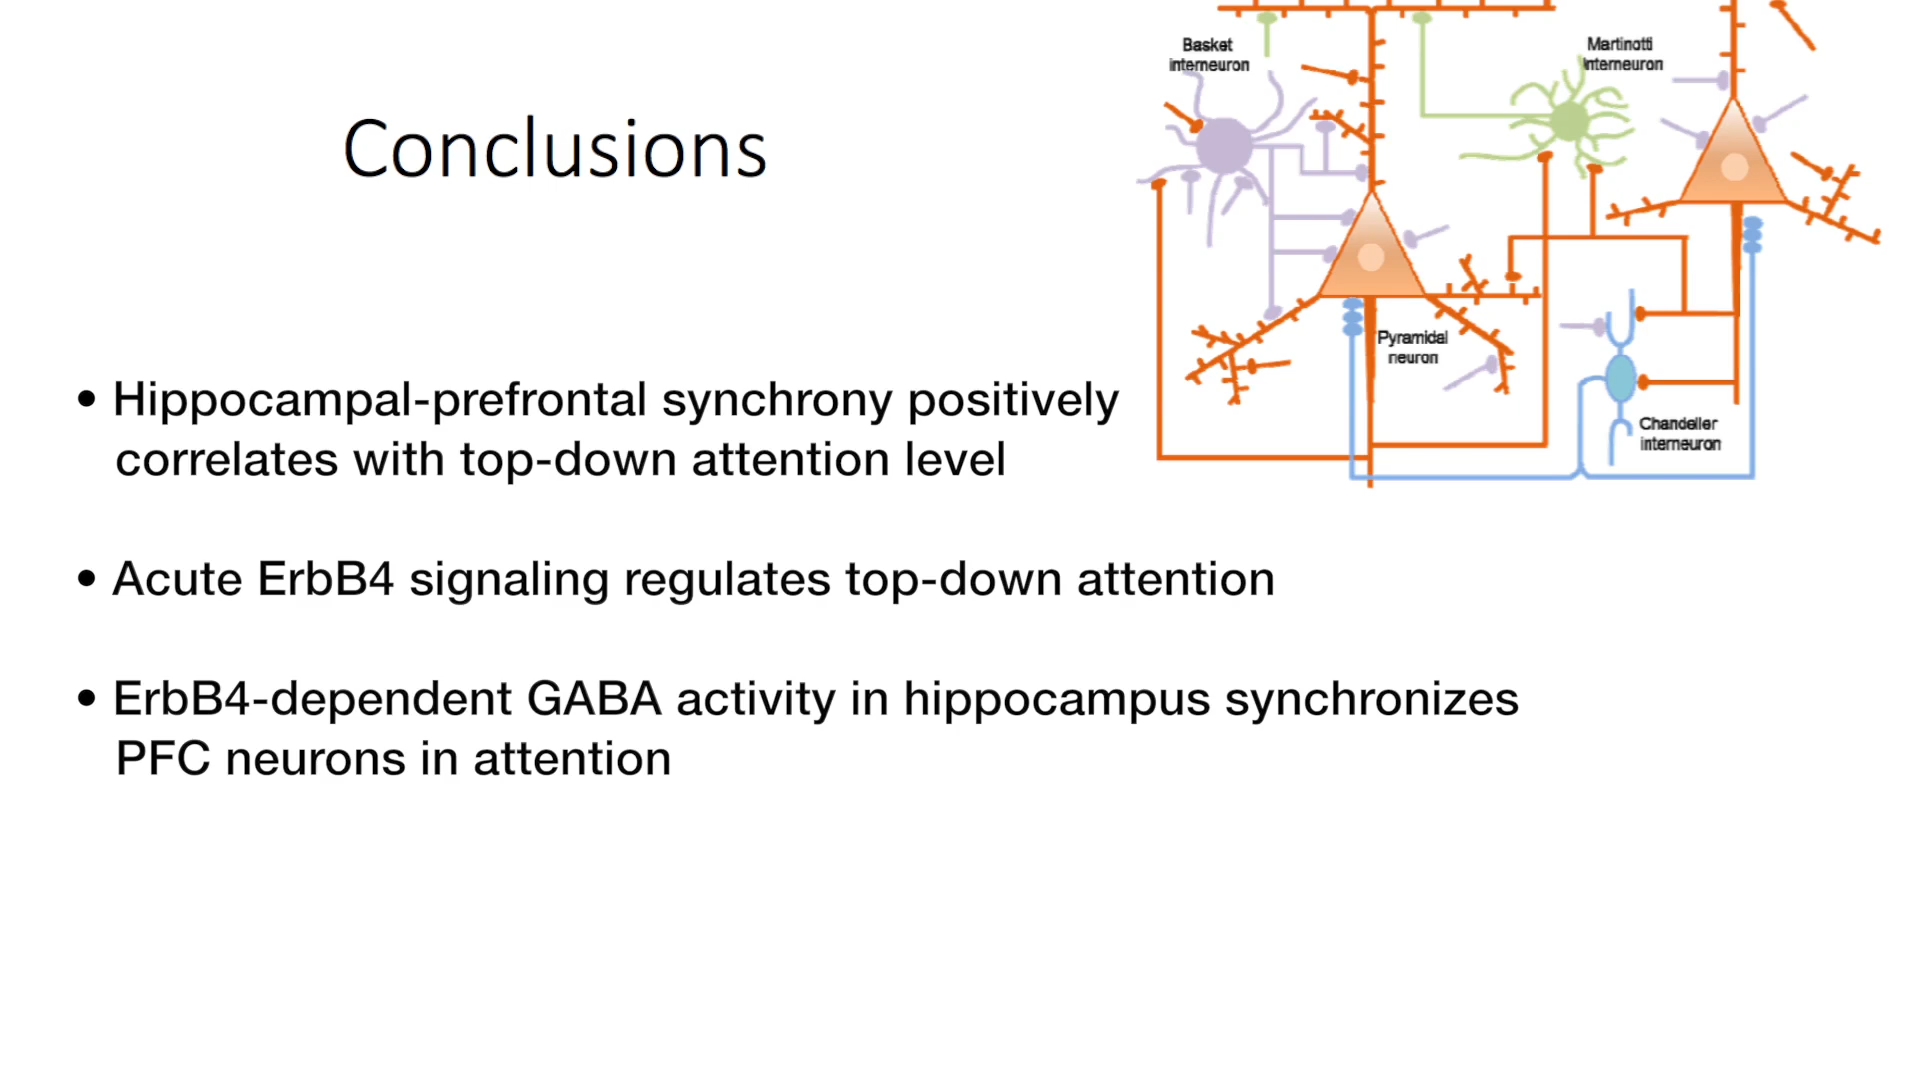 Conclusions
Basket
interneuron
Martinotti
interneuron
Pyramidal
neuron
Chandelier
interneuron
• Hippocampal-prefrontal synchrony positively
correlates with top-down attention level
• Acute ErbB4 signaling regulates top-down attention
• ErbB4-dependent GABA activity in hippocampus synchronizes
PFC neurons in attention